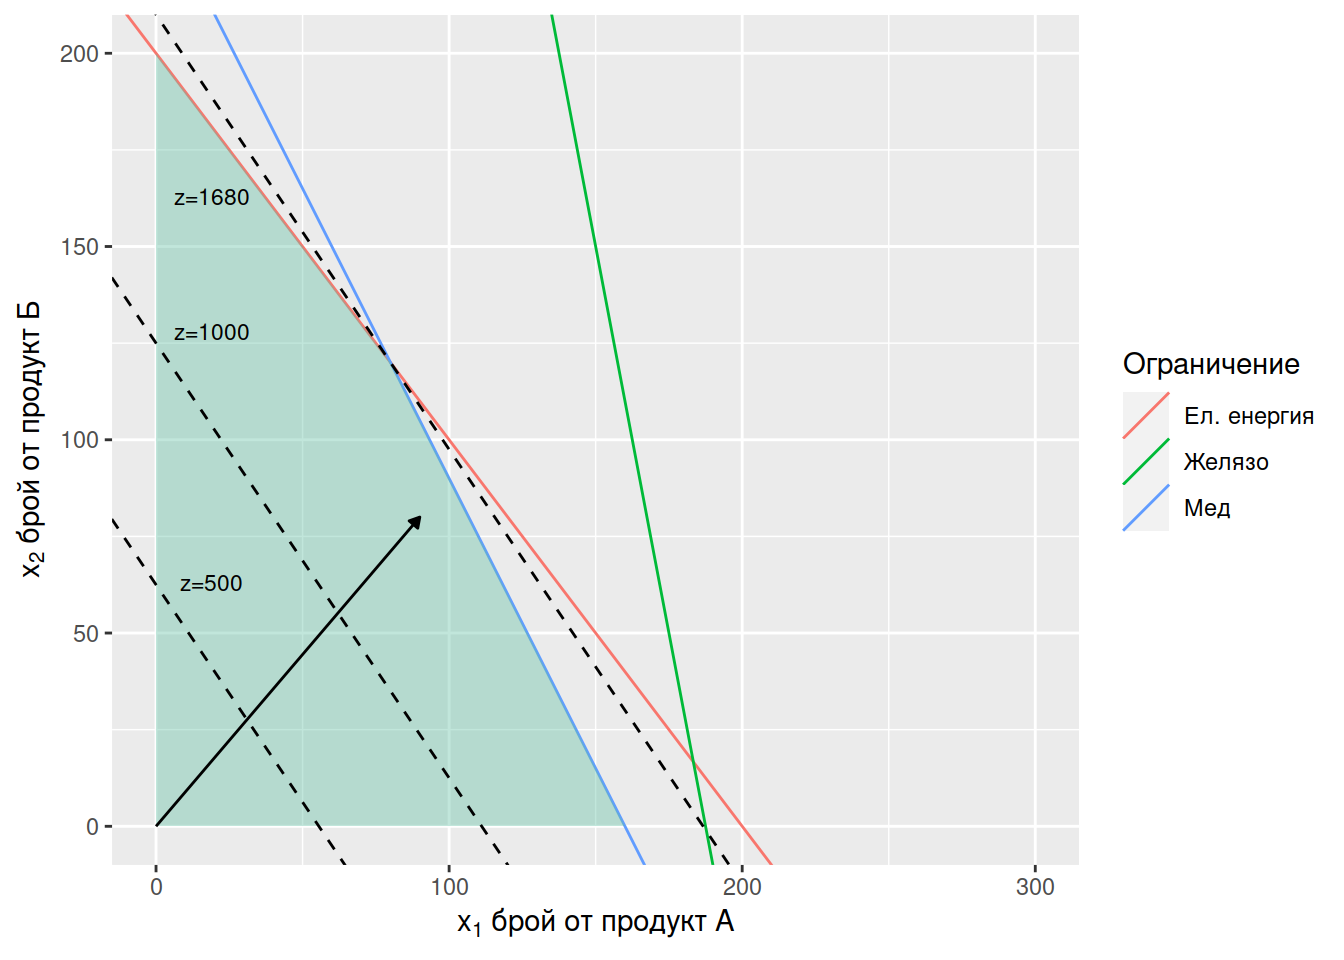 200
150
100
50
0
z=1680
z=1000
z=500
0
100
200
300
x₁ брой от продукт А
x₂ брой от продукт Б
Ограничение
Ел. енергия
Желязо
Мед